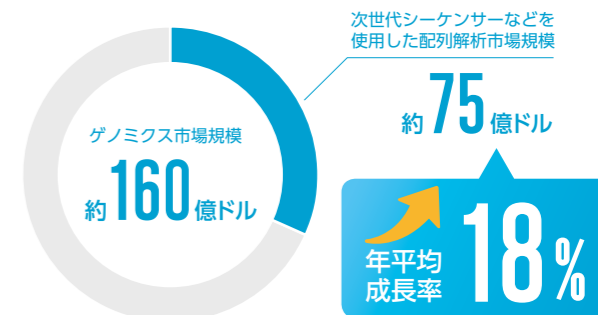 次世代シーケンサーなどを
使用した配列解析市場規模
約75億ドル
ゲノミクス市場規模
約160億ドル
年平均
成長率
18%